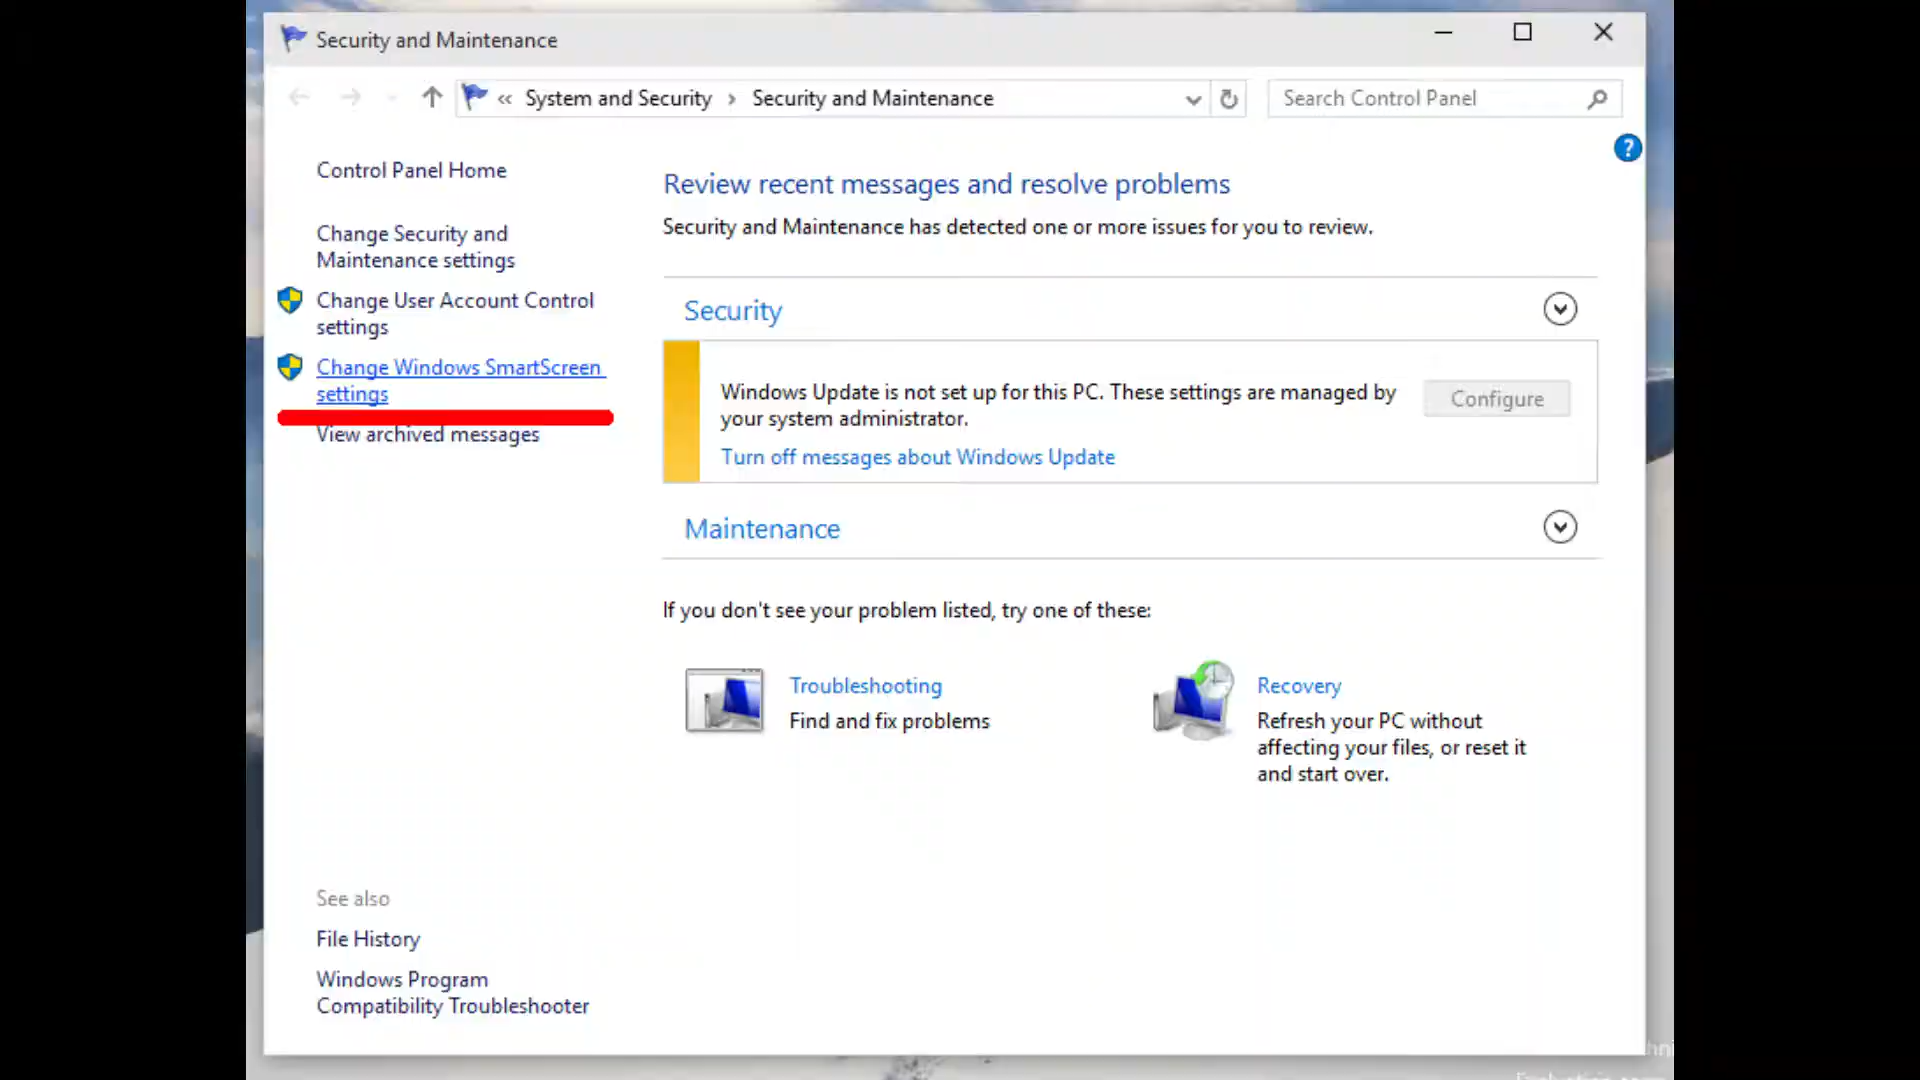 Security and Maintenance
« System and Security › Security and Maintenance
Search Control Panel
?
Control Panel Home
Change Security and
Maintenance settings
Change User Account Control
settings
Change Windows SmartScreen
settings
View archived messages
Review recent messages and resolve problems
Security and Maintenance has detected one or more issues for you to review.
Security
Windows Update is not set up for this PC. These settings are managed by
your system administrator.
Configure
Turn off messages about Windows Update
Maintenance
If you don't see your problem listed, try one of these:
Troubleshooting
Find and fix problems
Recovery
Refresh your PC without
affecting your files, or reset it
and start over.
See also
File History
Windows Program
Compatibility Troubleshooter